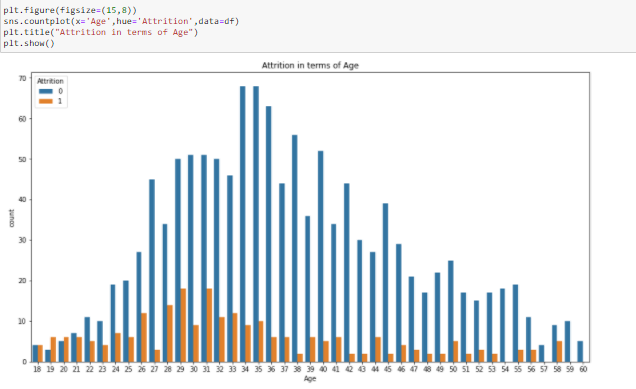 plt.figure(figsize=(15,8))
sns.countplot(x='Age',hue='Attrition',data=df)
plt.title("Attrition in terms of Age")
plt.show()
Attrition in terms of Age
Attrition
0
1
70
60
50
40
30
20
10
0
count
18 19 20 21 22 23 24 25 26 27 28 29 30 31 32 33 34 35 36 37 38 39 40 41 42 43 44 45 46 47 48 49 50 51 52 53 54 55 56 57 58 59 60
Age